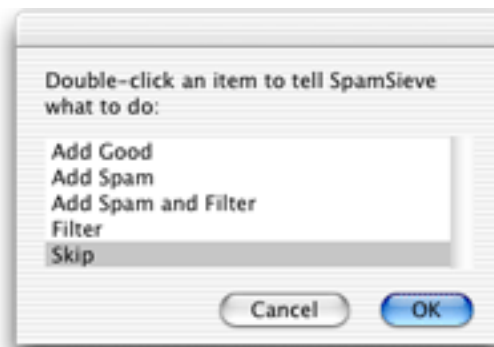 Double-click an item to tell SpamSieve
what to do:
Add Good
Add Spam
Add Spam and Filter
Filter
Skip
Cancel OK